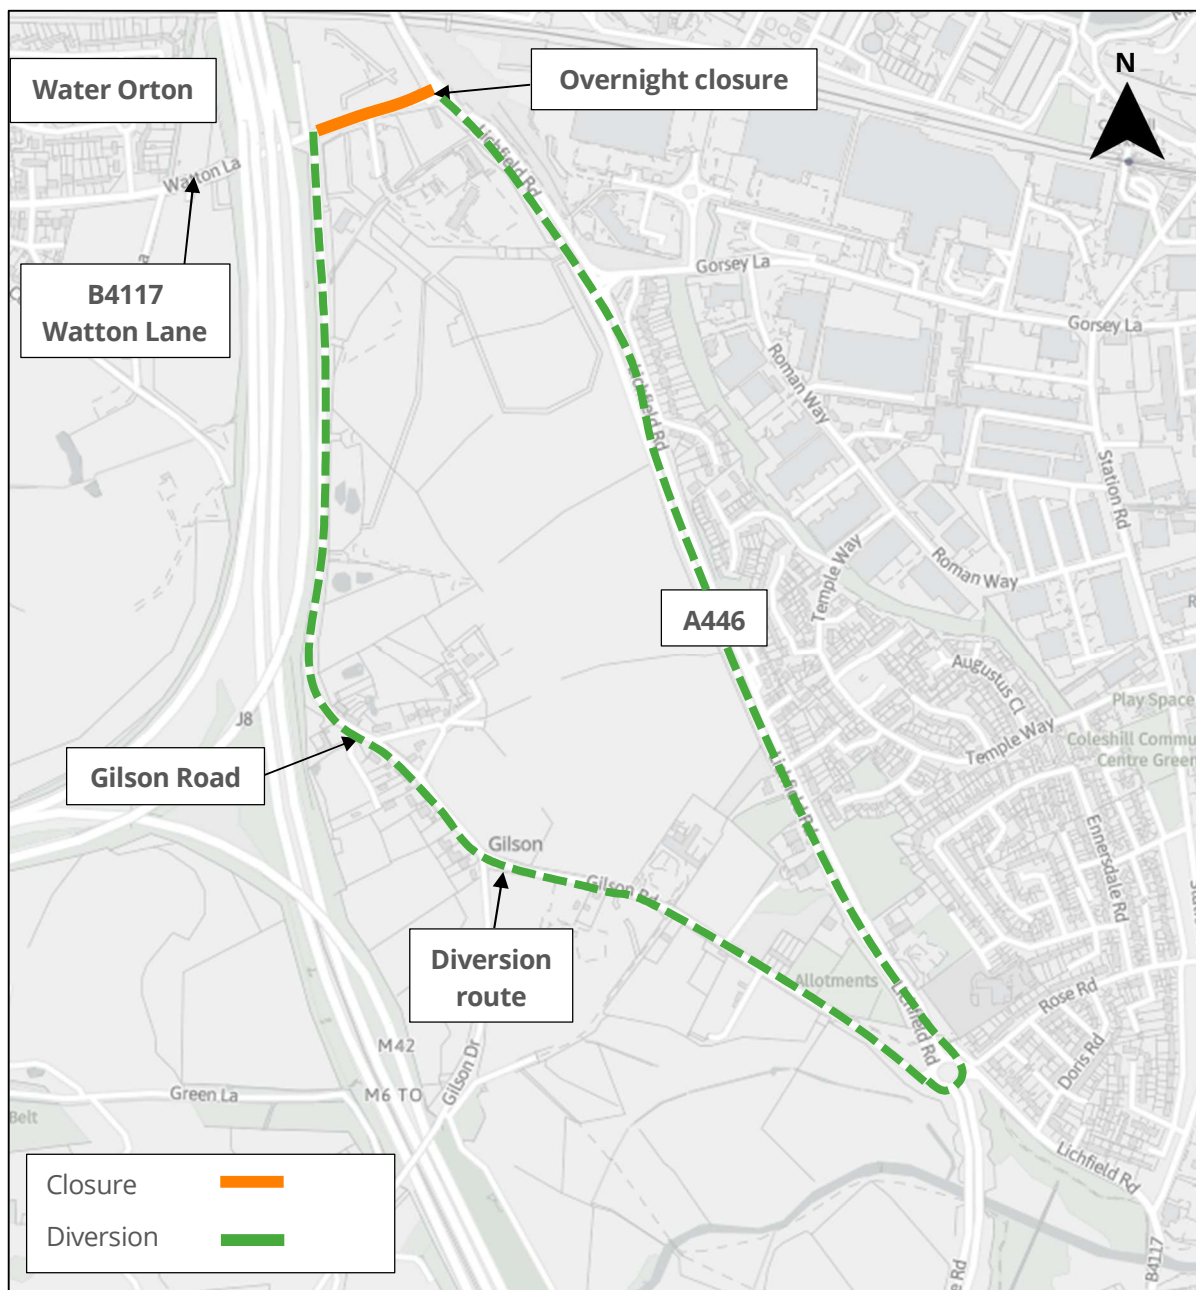 Water Orton
Overnight closure
N
Watton La
Lichfield Rd
B4117
Watton Lane
Gorsey La
Gorsey La
Roman Way
Lichfield Rd
Station Rd
Temple Way
Roman Way
A446
Augustus Cl
Play Space
Temple Way
Coleshill Commu
Centre Green
J8
Gilson Road
Lichfield Rd
Ennersdale Rd
Gilson
Gilson Rd
Diversion
route
Allotments
Lichfield Rd
Rose Rd
Doris Rd
M42
Gilson Dr
Green La
M6 TO
Belt
Lichfield Rd
B4117
e Rd
Closure
Diversion